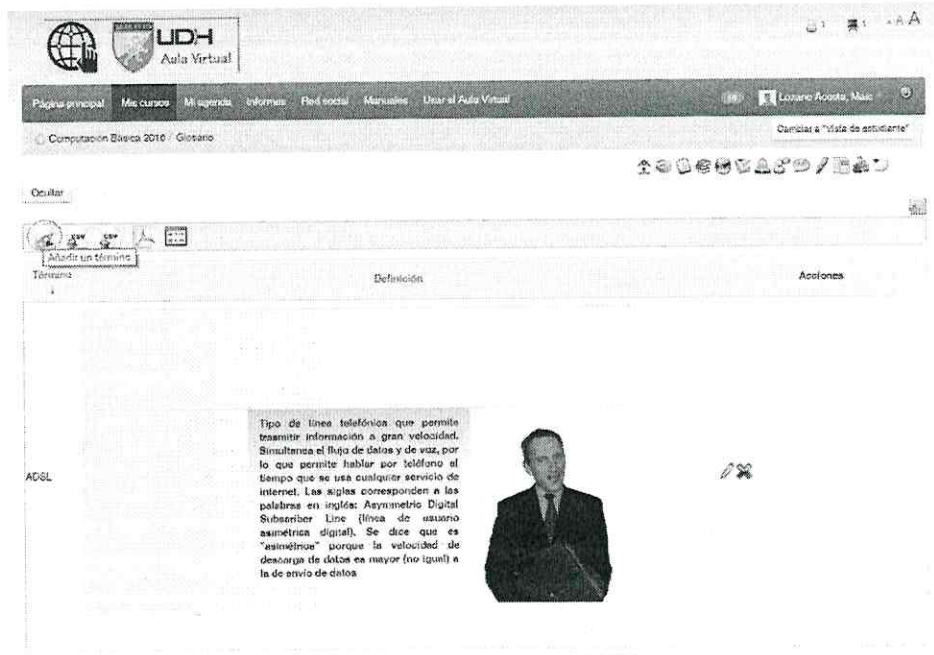 UDH
Aula Virtual
Página principal Mis cursos Mi agenda Informes Red social Manuales Usar el Aula Virtual
Lozano Acosta, Maic
Computación Básica 2016 / Glosario
Cambiar a "Vista de estudiante"
Ocultar
CSV CSV
Añadir un término
Término Definición Acciones
ADSL
Tipo de línea telefónica que permite
trasmitir información a gran velocidad.
Simultanea el flujo de datos y de voz, por
lo que permite hablar por teléfono al
tiempo que se usa cualquier servicio de
internet. Las siglas corresponden a las
palabras en inglés: Asymmetric Digital
Subscriber Line (línea de usuario
asimétrica digital). Se dice que es
"asimétrica" porque la velocidad de
descarga de datos es mayor (no igual) a
la de envío de datos